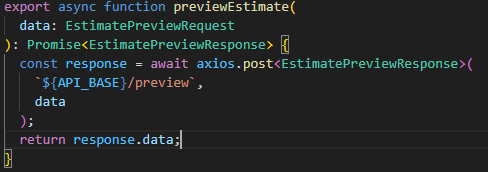 export async function previewEstimate(
  data: EstimatePreviewRequest
): Promise<EstimatePreviewResponse> {
  const response = await axios.post<EstimatePreviewResponse>(
    `${API_BASE}/preview`,
    data
  );
  return response.data;
}